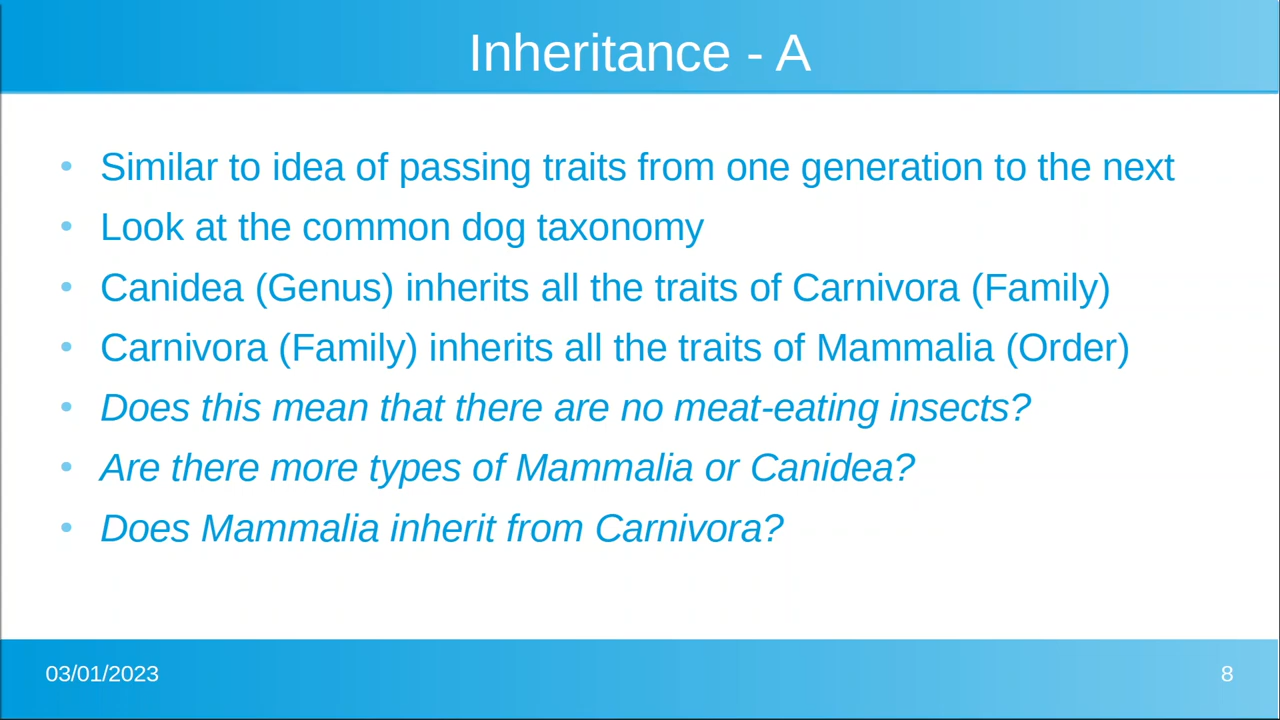 Inheritance - A
• Similar to idea of passing traits from one generation to the next
• Look at the common dog taxonomy
• Canidea (Genus) inherits all the traits of Carnivora (Family)
• Carnivora (Family) inherits all the traits of Mammalia (Order)
• Does this mean that there are no meat-eating insects?
• Are there more types of Mammalia or Canidea?
• Does Mammalia inherit from Carnivora?
03/01/2023
8